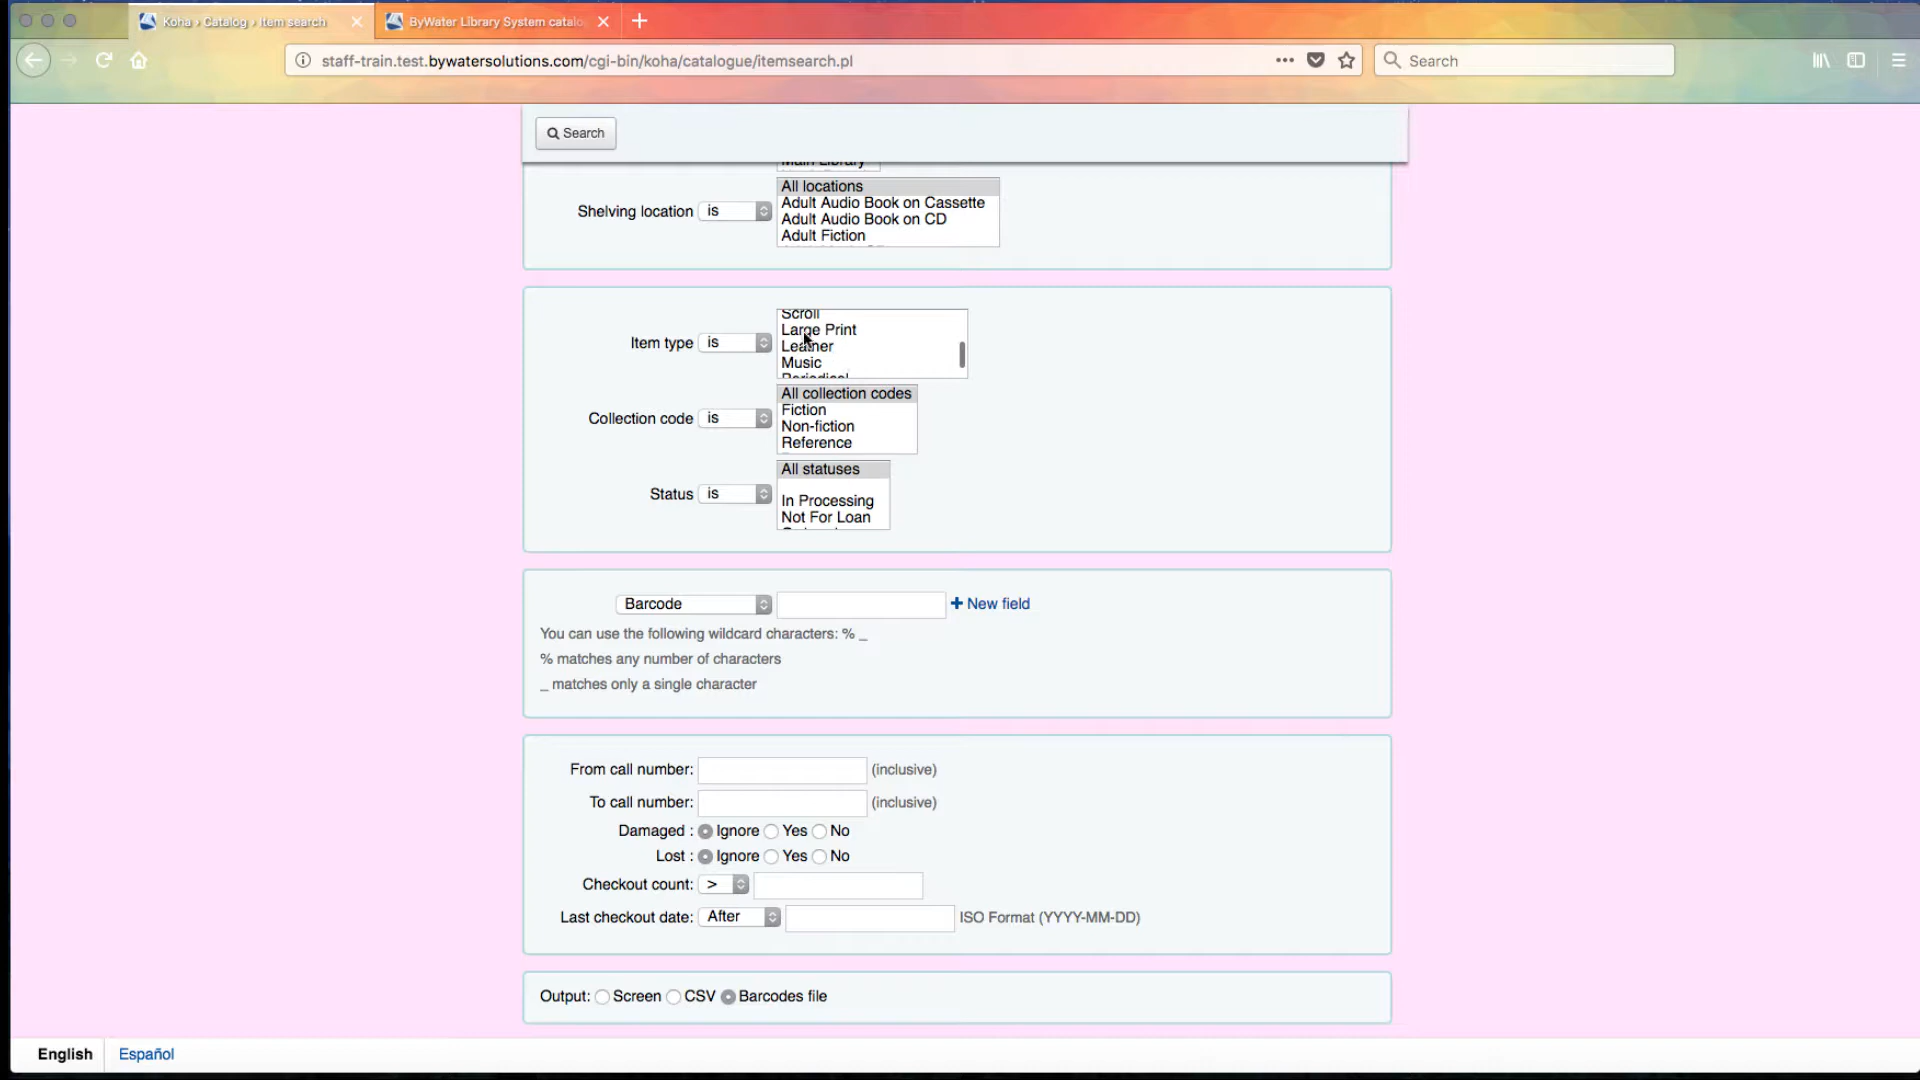 Koha › Catalog › Item search
ByWater Library System catalo
staff-train.test.bywatersolutions.com/cgi-bin/koha/catalogue/itemsearch.pl
Search
Search
Main Library
Shelving location is
All locations
Adult Audio Book on Cassette
Adult Audio Book on CD
Adult Fiction
Item type is
Scroll
Large Print
Leather
Music
Periodical
Collection code is
All collection codes
Fiction
Non-fiction
Reference
Status is
All statuses
In Processing
Not For Loan
Barcode
+ New field
You can use the following wildcard characters: % _
% matches any number of characters
_ matches only a single character
From call number: (inclusive)
To call number: (inclusive)
Damaged : Ignore Yes No
Lost : Ignore Yes No
Checkout count: >
Last checkout date: After ISO Format (YYYY-MM-DD)
Output: Screen CSV Barcodes file
English Español